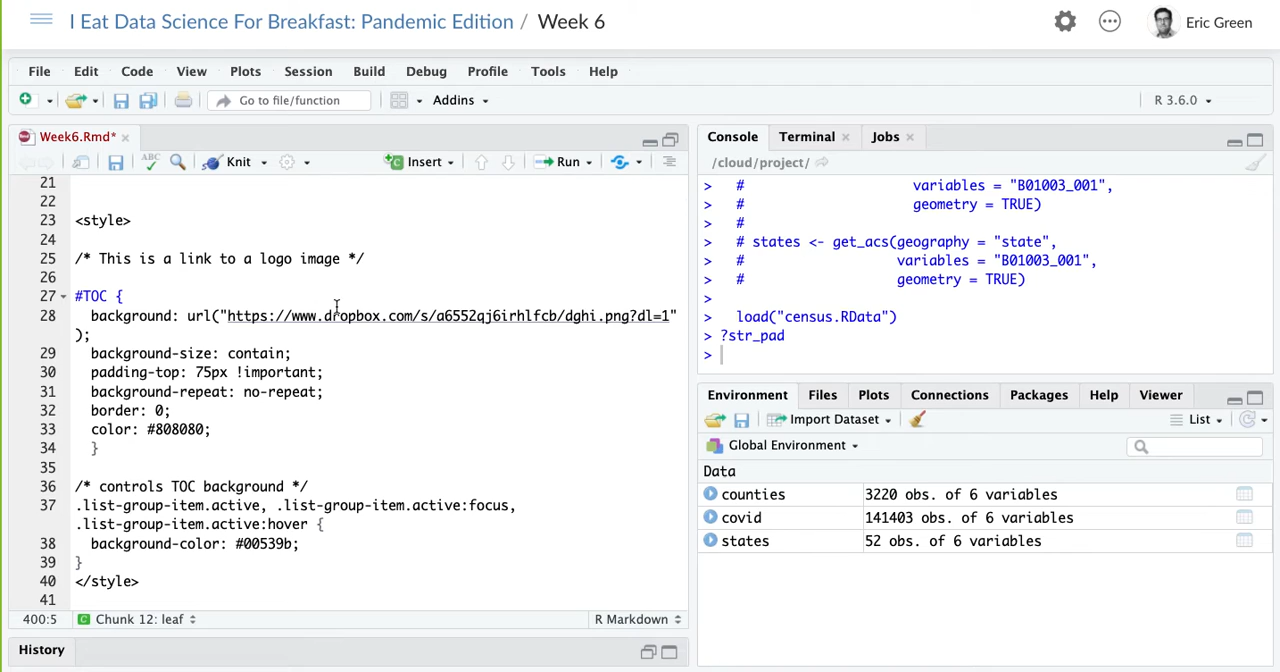 I Eat Data Science For Breakfast: Pandemic Edition / Week 6
Eric Green
File Edit Code View Plots Session Build Debug Profile Tools Help
Go to file/function
Addins
R 3.6.0
Week6.Rmd*
ABC Knit Insert Run
21
22
23 <style>
24
25 /* This is a link to a logo image */
26
27 #TOC {
28 background: url("https://www.dropbox.com/s/a6552qj6irhlfcb/dghi.png?dl=1"
);
29 background-size: contain;
30 padding-top: 75px !important;
31 background-repeat: no-repeat;
32 border: 0;
33 color: #808080;
34 }
35
36 /* controls TOC background */
37 .list-group-item.active, .list-group-item.active:focus,
.list-group-item.active:hover {
38 background-color: #00539b;
39 }
40 </style>
41
400:5 Chunk 12: leaf R Markdown
History
Console Terminal Jobs
/cloud/project/
> # variables = "B01003_001",
> # geometry = TRUE)
> #
> # states <- get_acs(geography = "state",
> # variables = "B01003_001",
> # geometry = TRUE)
>
> load("census.RData")
> ?str_pad
>
Environment Files Plots Connections Packages Help Viewer
Import Dataset List
Global Environment
Data
counties 3220 obs. of 6 variables
covid 141403 obs. of 6 variables
states 52 obs. of 6 variables